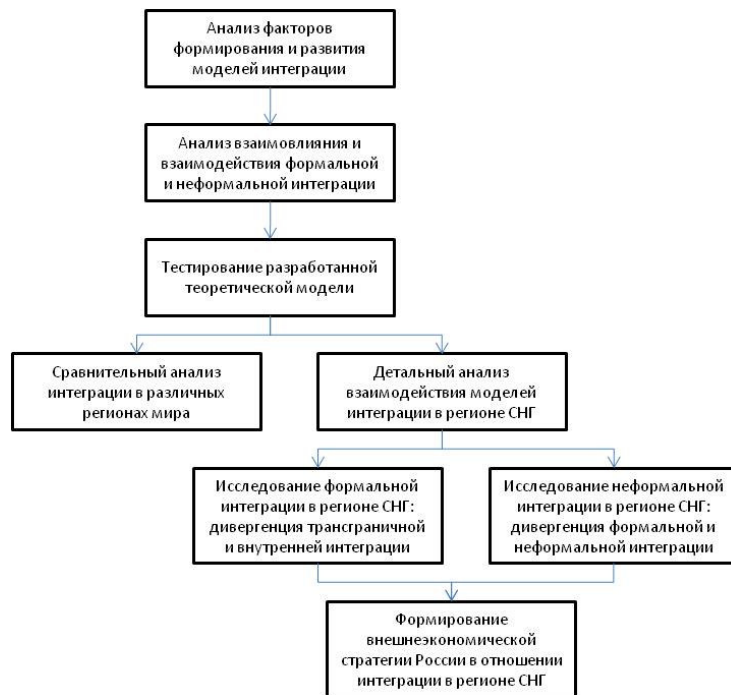 Анализ факторов
формирования и развития
моделей интеграции
Анализ взаимовлияния и
взаимодействия формальной
и неформальной интеграции
Тестирование разработанной
теоретической модели
Сравнительный анализ
интеграции в различных
регионах мира
Детальный анализ
взаимодействия моделей
интеграции в регионе СНГ
Исследование формальной
интеграции в регионе СНГ:
дивергенция трансграничной
и внутренней интеграции
Исследование неформальной
интеграции в регионе СНГ:
дивергенция формальной и
неформальной интеграции
Формирование
внешнеэкономической
стратегии России в отношении
интеграции в регионе СНГ